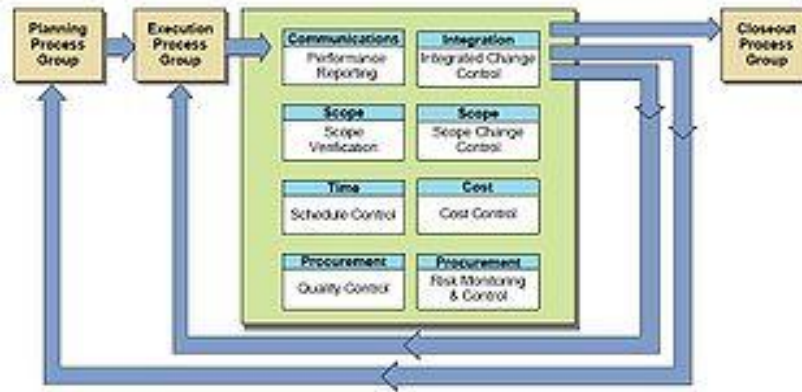 Planning
Process
Group
Execution
Process
Group
Communications
Performance
Reporting
Integration
Integrated Change
Control
Closeout
Process
Group
Scope
Scope
Verification
Scope
Scope Change
Control
Time
Schedule Control
Cost
Cost Control
Procurement
Quality Control
Procurement
Risk Monitoring
& Control